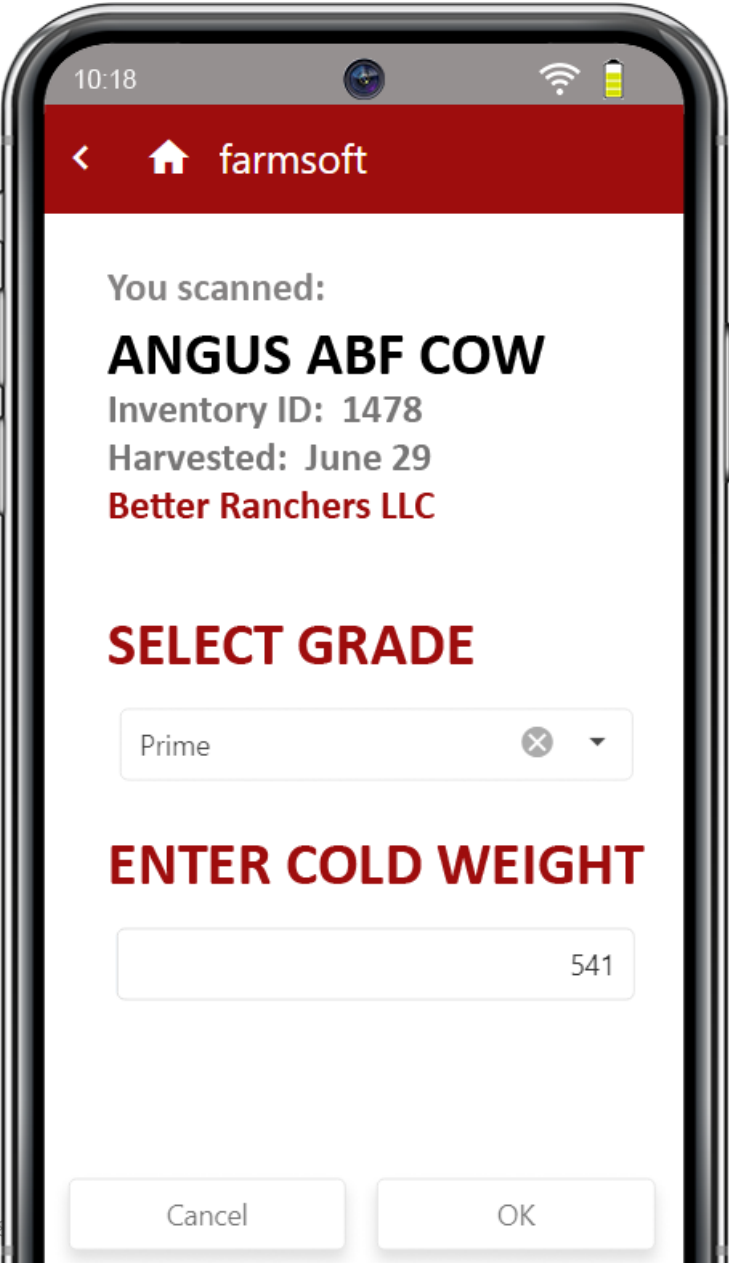 10:18
farmsoft
You scanned:
ANGUS ABF COW
Inventory ID: 1478
Harvested: June 29
Better Ranchers LLC
SELECT GRADE
Prime
ENTER COLD WEIGHT
541
Cancel OK